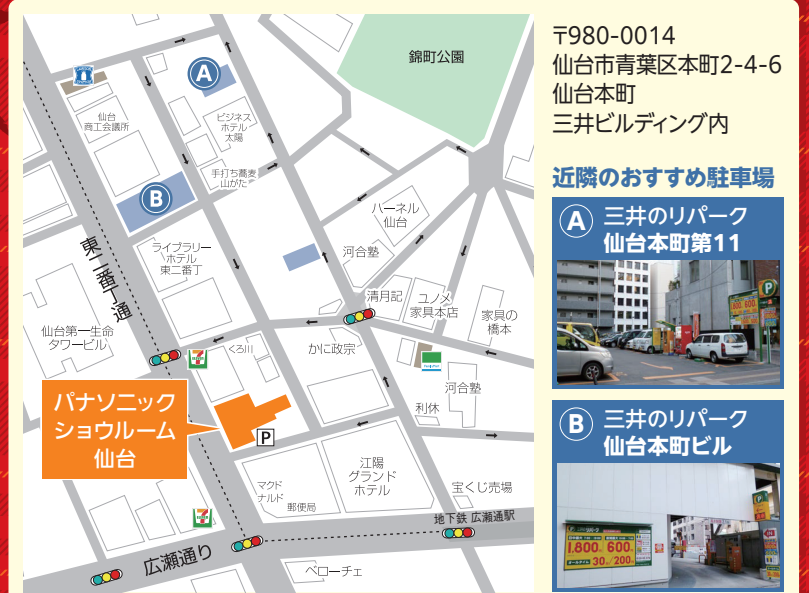 錦町公園
A
仙台
商工会議所
ビジネス
ホテル
太陽
手打ち蕎麦
山がた
B
東二番丁通
ライブラリー
ホテル
東二番丁
ハーネル
仙台
河合塾
清月記
ユノメ
家具本店
家具の
橋本
仙台第一生命
タワービル
くろ川
かに政宗
河合塾
利休
パナソニック
ショウルーム
仙台
P
マクド
ナルド
郵便局
江陽
グランド
ホテル
宝くじ売場
地下鉄 広瀬通駅
広瀬通り
ベローチェ
〒980-0014
仙台市青葉区本町2-4-6
仙台本町
三井ビルディング内
近隣のおすすめ駐車場
A 三井のリパーク
仙台本町第11
P
B 三井のリパーク
仙台本町ビル
1,800 600
30 200